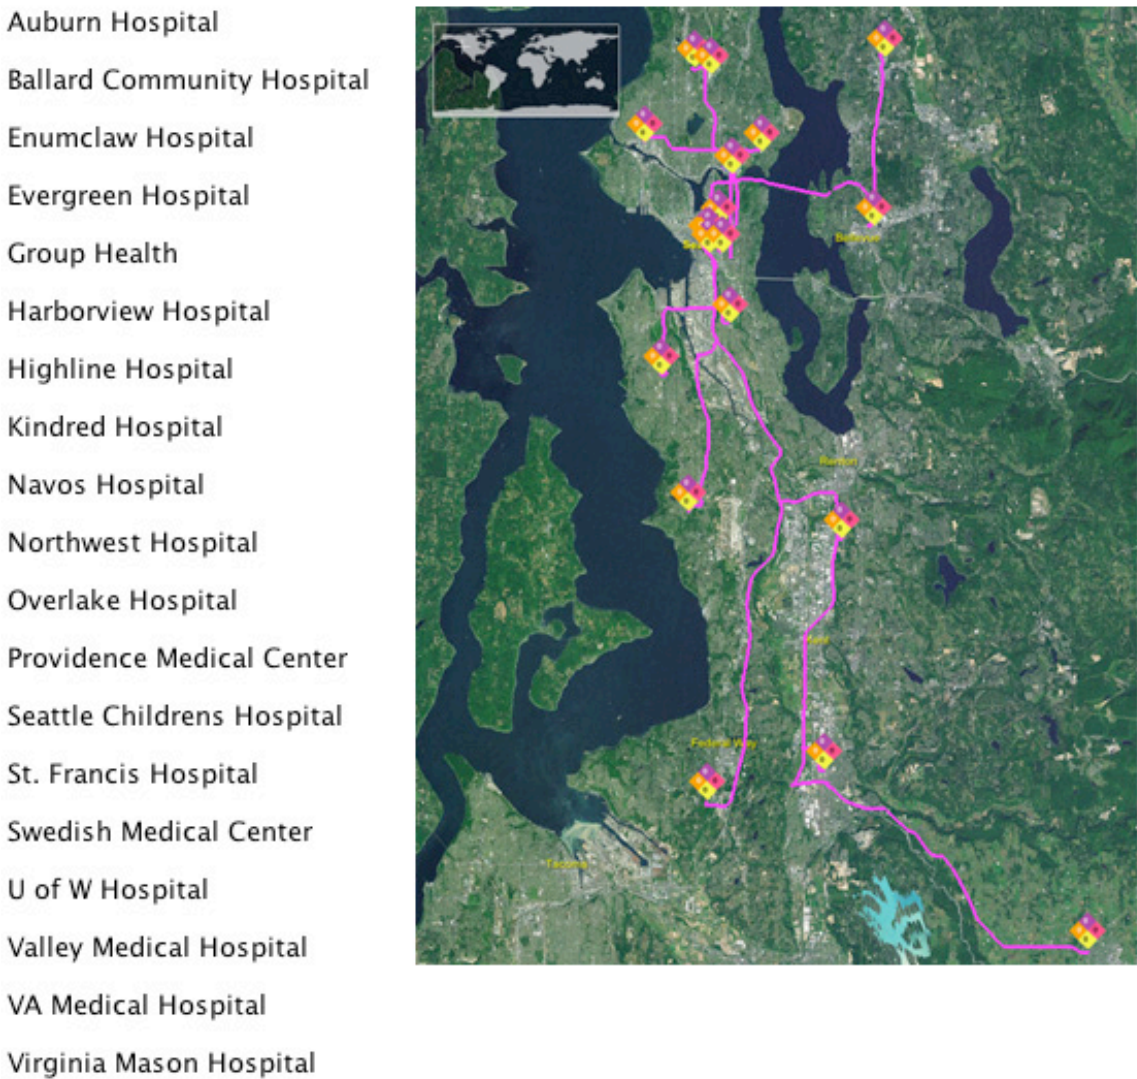 Auburn Hospital
Ballard Community Hospital
Enumclaw Hospital
Evergreen Hospital
Group Health
Harborview Hospital
Highline Hospital
Kindred Hospital
Navos Hospital
Northwest Hospital
Overlake Hospital
Providence Medical Center
Seattle Childrens Hospital
St. Francis Hospital
Swedish Medical Center
U of W Hospital
Valley Medical Hospital
VA Medical Hospital
Virginia Mason Hospital
Bellevue
Renton
Kent
Federal Way
Tacoma